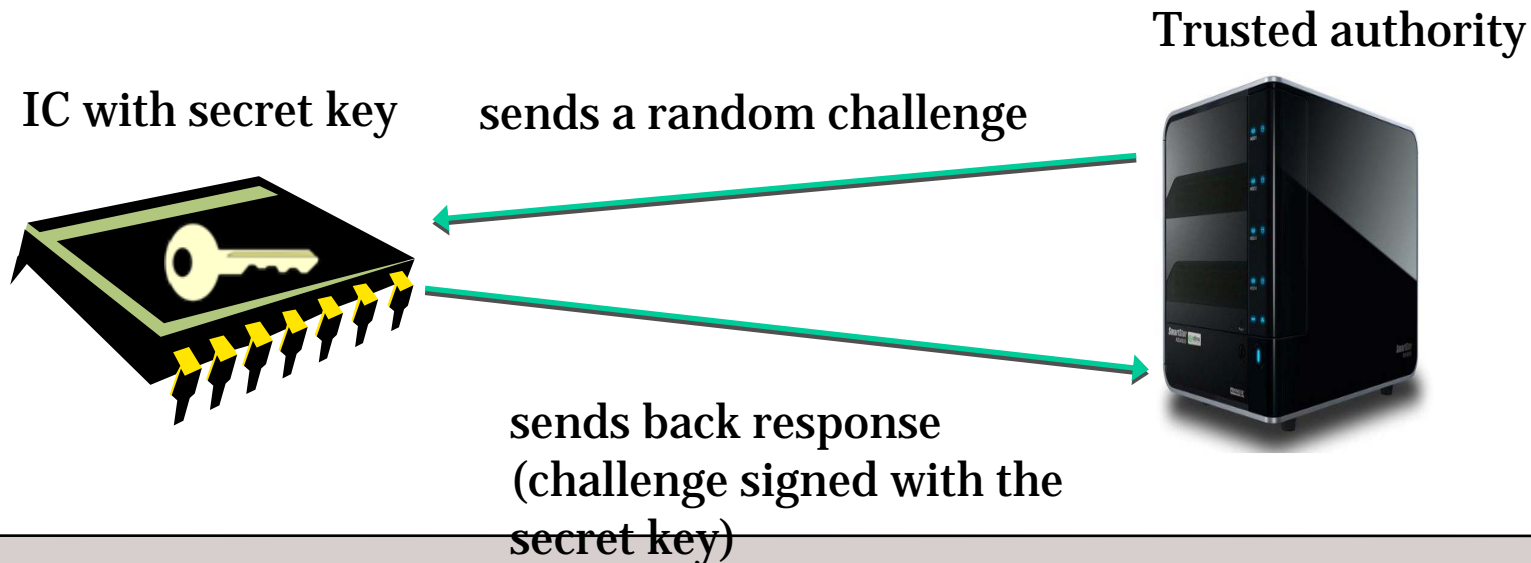 Trusted authority
IC with secret key
sends a random challenge
sends back response
(challenge signed with the
secret key)